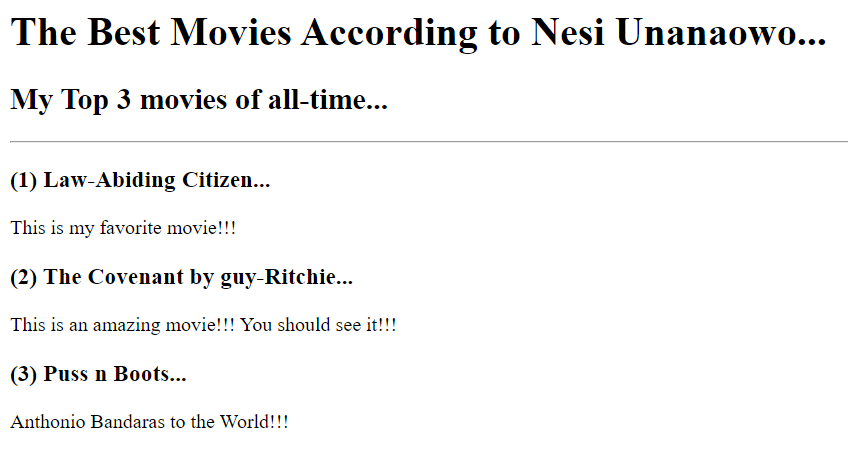 The Best Movies According to Nesi Unanaowo...
My Top 3 movies of all-time...
(1) Law-Abiding Citizen...
This is my favorite movie!!!
(2) The Covenant by guy-Ritchie...
This is an amazing movie!!! You should see it!!!
(3) Puss n Boots...
Anthonio Bandaras to the World!!!